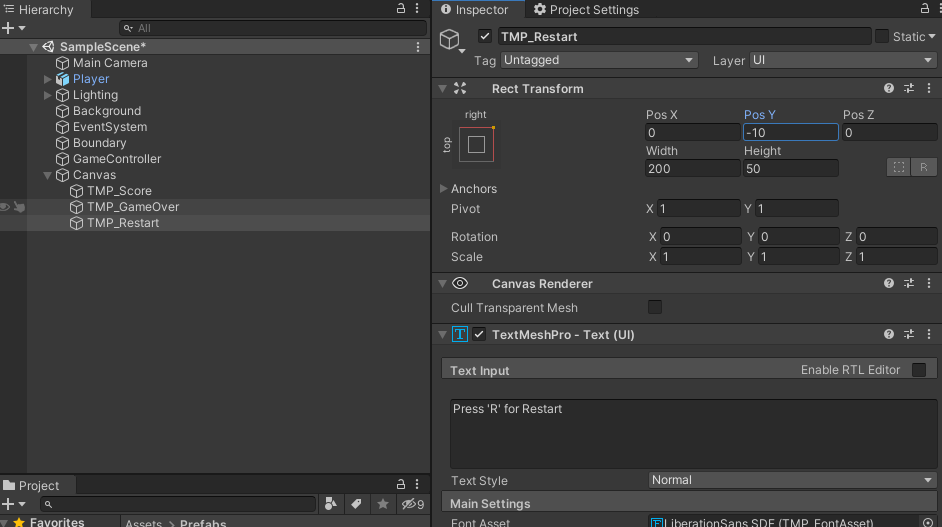 Hierarchy
All
SampleScene*
Main Camera
Player
Lighting
Background
EventSystem
Boundary
GameController
Canvas
TMP_Score
TMP_GameOver
TMP_Restart
Project
9
Favorites
Assets > Prefabs
Inspector Project Settings
TMP_Restart Static
Tag Untagged Layer UI
Rect Transform
right
top
Pos X Pos Y Pos Z
0 -10 0
Width Height
200 50
R
Anchors
Pivot X 1 Y 1
Rotation X 0 Y 0 Z 0
Scale X 1 Y 1 Z 1
Canvas Renderer
Cull Transparent Mesh
T TextMeshPro - Text (UI)
Text Input Enable RTL Editor
Press 'R' for Restart
Text Style Normal
Main Settings
Font Asset LiberationSans SDF (TMP_FontAsset)